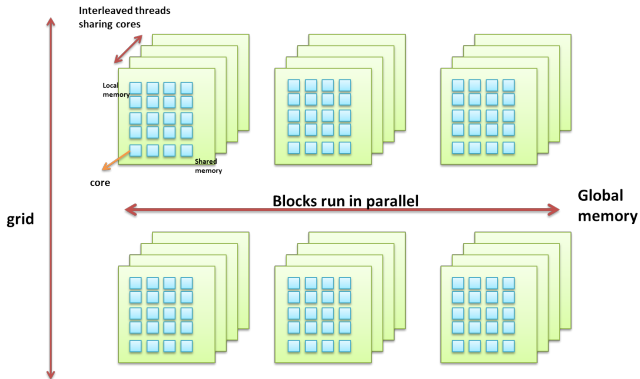 Interleaved threads
sharing cores
Local
memory
Shared
memory
core
Blocks run in parallel
Global
memory
grid